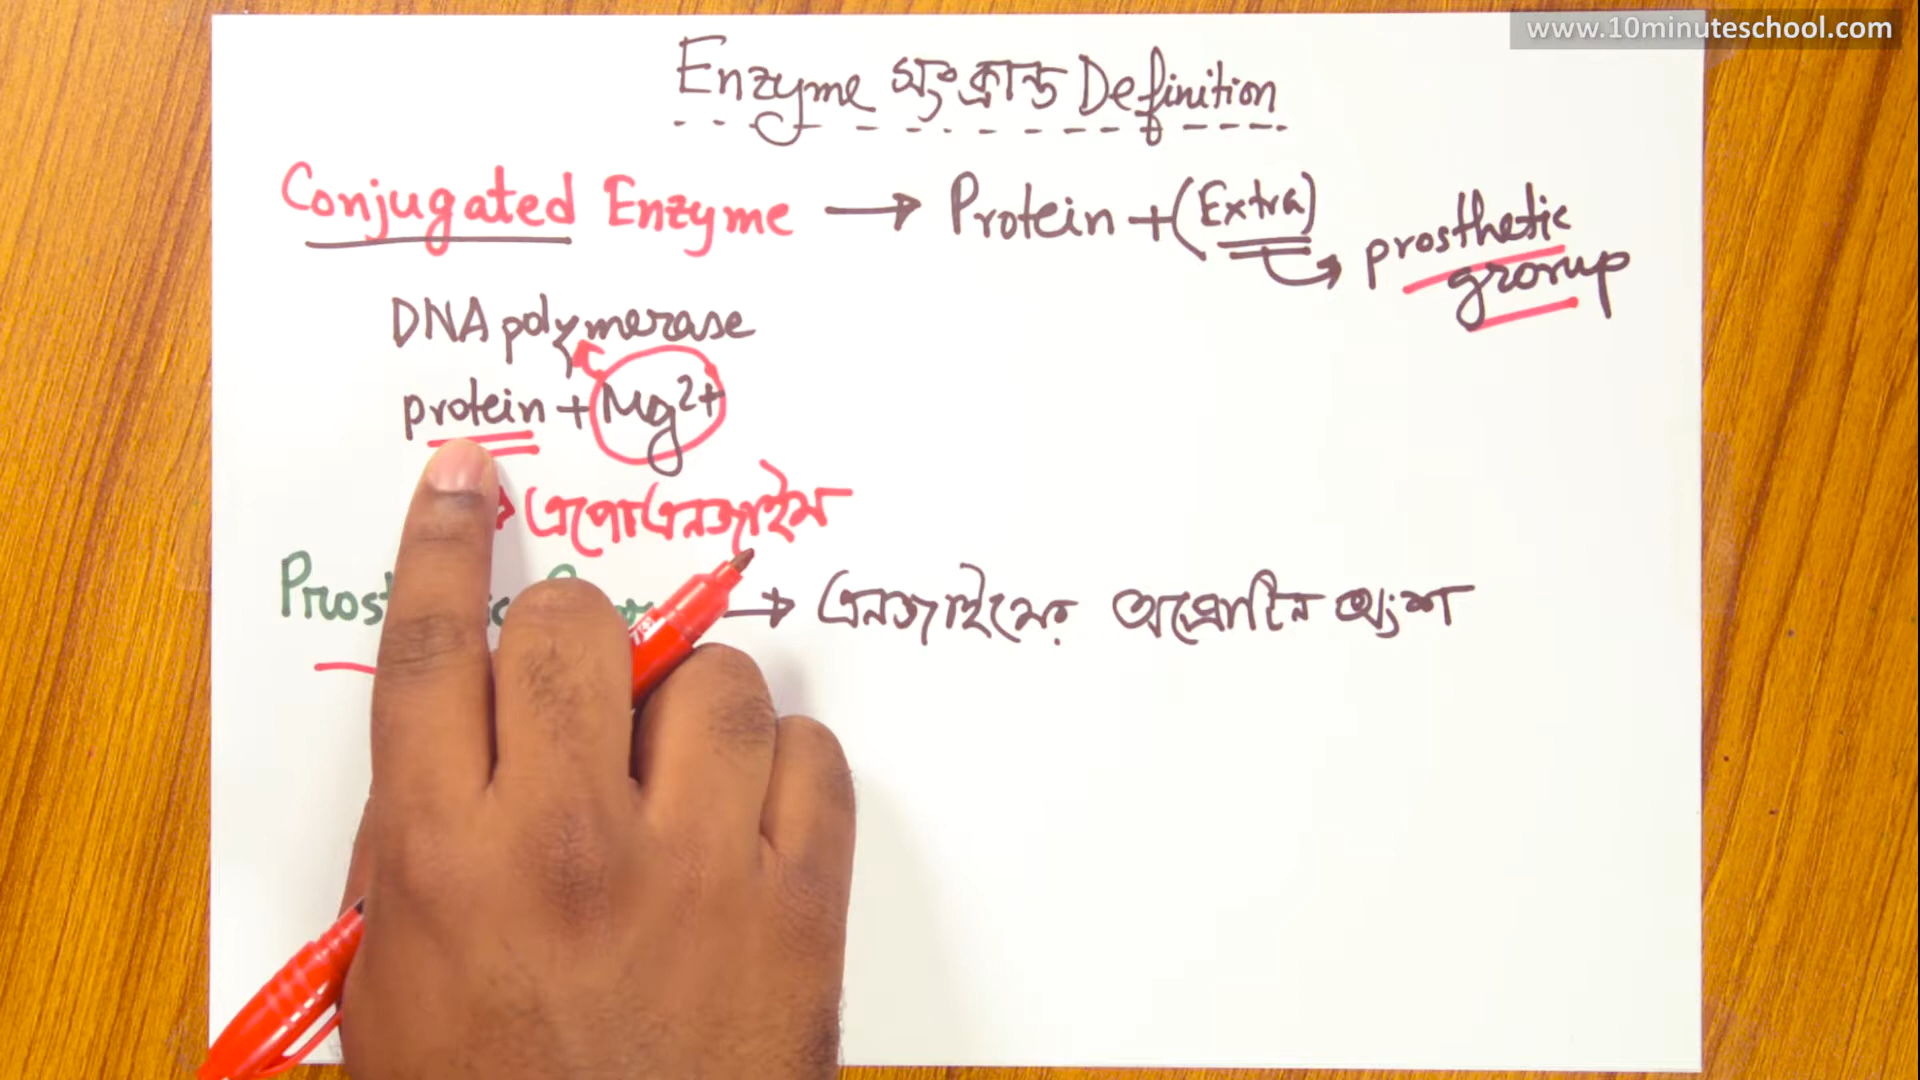 www.10minuteschool.com
Enzyme সংক্রান্ত Definition
Conjugated Enzyme → Protein + (Extra)
prosthetic group
DNA polymerase
protein + Mg²⁺
এপোএনজাইম
→ এনজাইমের অপ্রোটিন অংশ